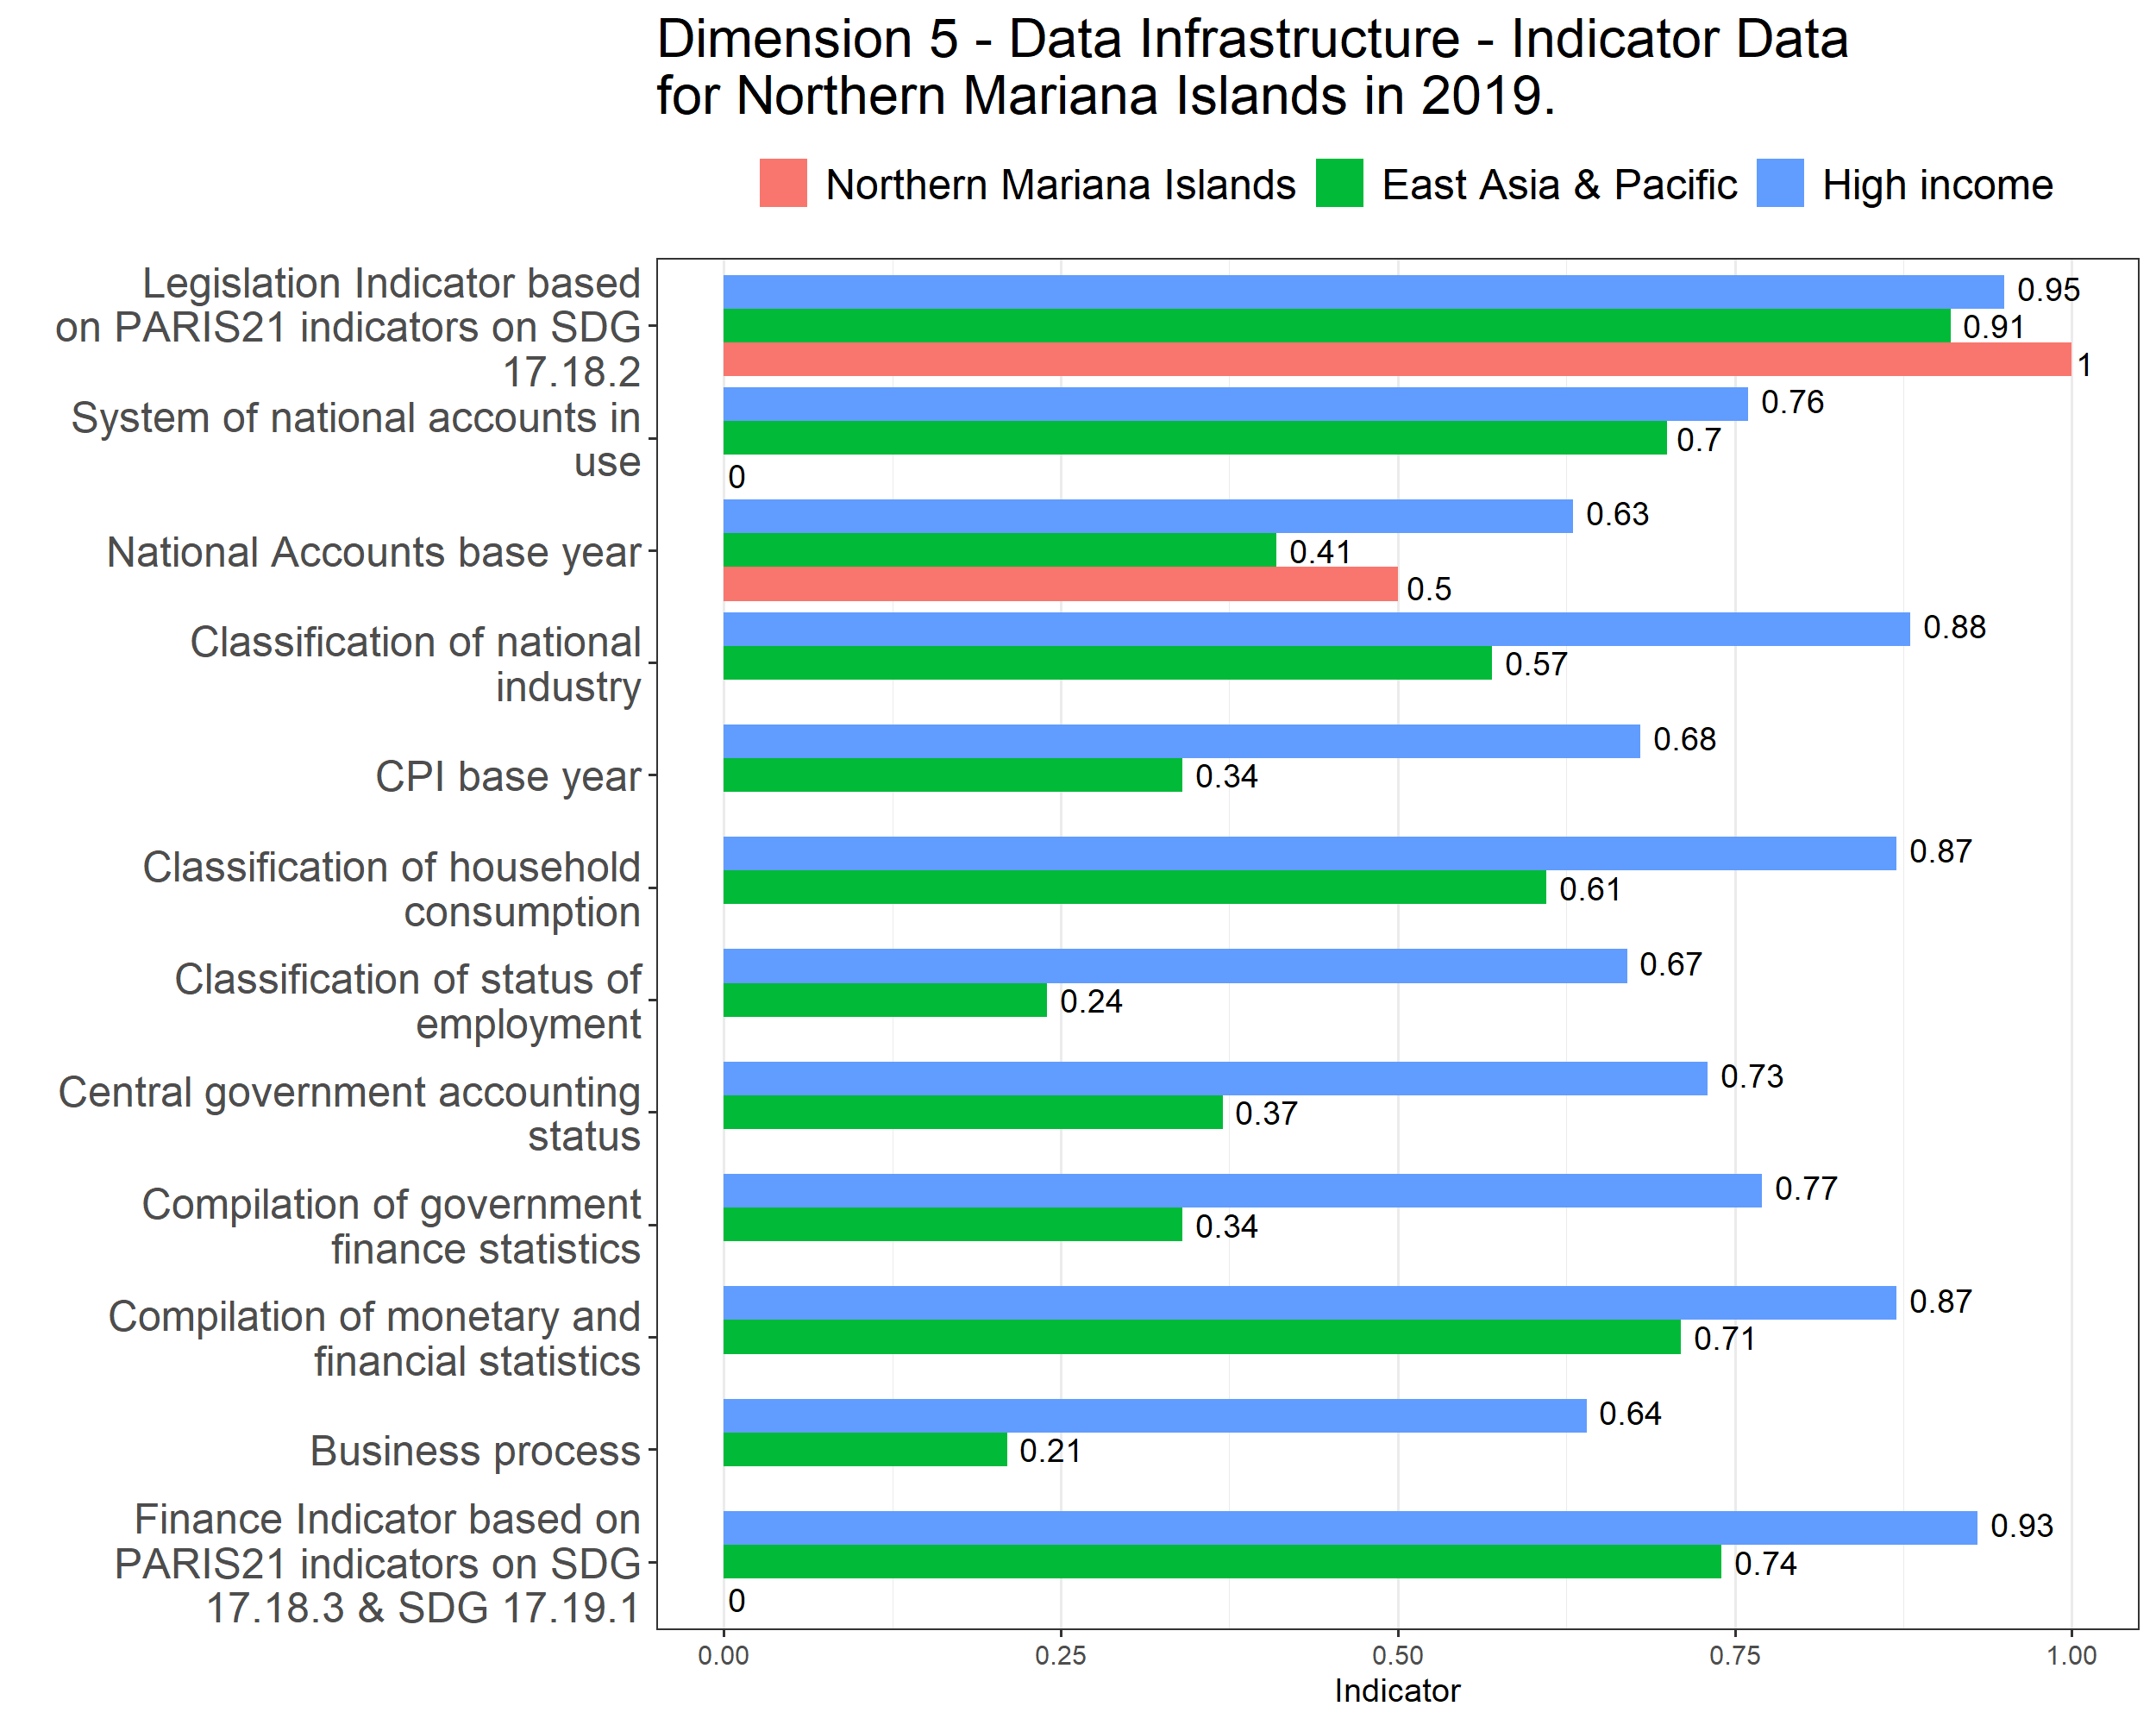 Dimension 5 - Data Infrastructure - Indicator Data
for Northern Mariana Islands in 2019.
Northern Mariana Islands
East Asia & Pacific
High income
Legislation Indicator based
on PARIS21 indicators on SDG
17.18.2
0.95
0.91
1
System of national accounts in
use
0.76
0.7
0
National Accounts base year
0.63
0.41
0.5
Classification of national
industry
0.88
0.57
CPI base year
0.68
0.34
Classification of household
consumption
0.87
0.61
Classification of status of
employment
0.67
0.24
Central government accounting
status
0.73
0.37
Compilation of government
finance statistics
0.77
0.34
Compilation of monetary and
financial statistics
0.87
0.71
Business process
0.64
0.21
Finance Indicator based on
PARIS21 indicators on SDG
17.18.3 & SDG 17.19.1
0.93
0.74
0
0.00
0.25
0.50
0.75
1.00
Indicator